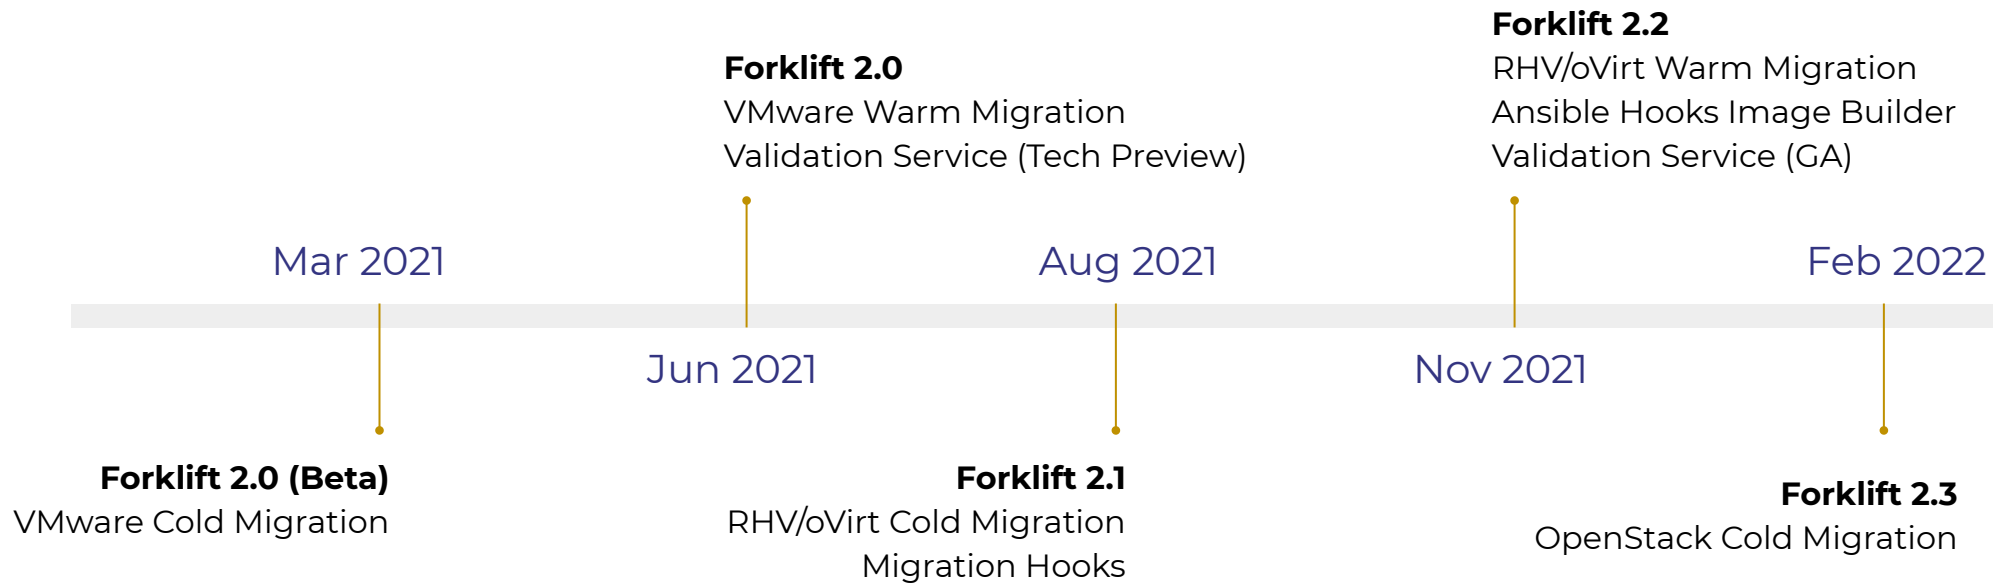 Forklift 2.2
RHV/oVirt Warm Migration
Ansible Hooks Image Builder
Validation Service (GA)
Forklift 2.0
VMware Warm Migration
Validation Service (Tech Preview)
Mar 2021
Aug 2021
Feb 2022
Jun 2021
Nov 2021
Forklift 2.0 (Beta)
VMware Cold Migration
Forklift 2.1
RHV/oVirt Cold Migration
Migration Hooks
Forklift 2.3
OpenStack Cold Migration